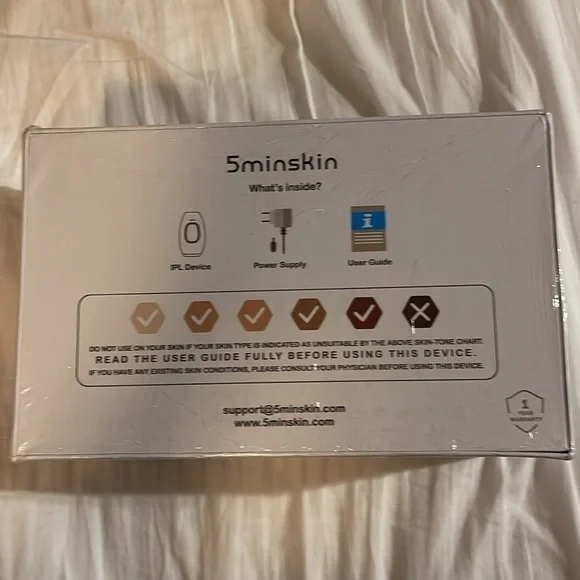 5minskin
What's inside?
i
IPL Device
Power Supply
User Guide
DO NOT USE ON YOUR SKIN IF YOUR SKIN TYPE IS INDICATED AS UNSUITABLE BY THE ABOVE SKIN-TONE CHART.
READ THE USER GUIDE FULLY BEFORE USING THIS DEVICE.
IF YOU HAVE ANY EXISTING SKIN CONDITIONS, PLEASE CONSULT YOUR PHYSICIAN BEFORE USING THIS DEVICE.
support@5minskin.com
www.5minskin.com
1
YEAR
WARRANTY